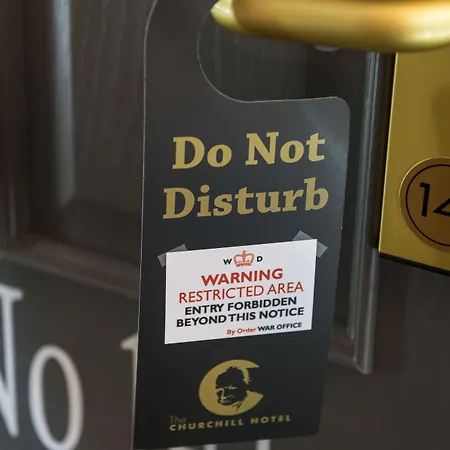 Do Not
Disturb
W D
WARNING
RESTRICTED AREA
ENTRY FORBIDDEN
BEYOND THIS NOTICE
By Order WAR OFFICE
The
CHURCHILL HOTEL
14
No